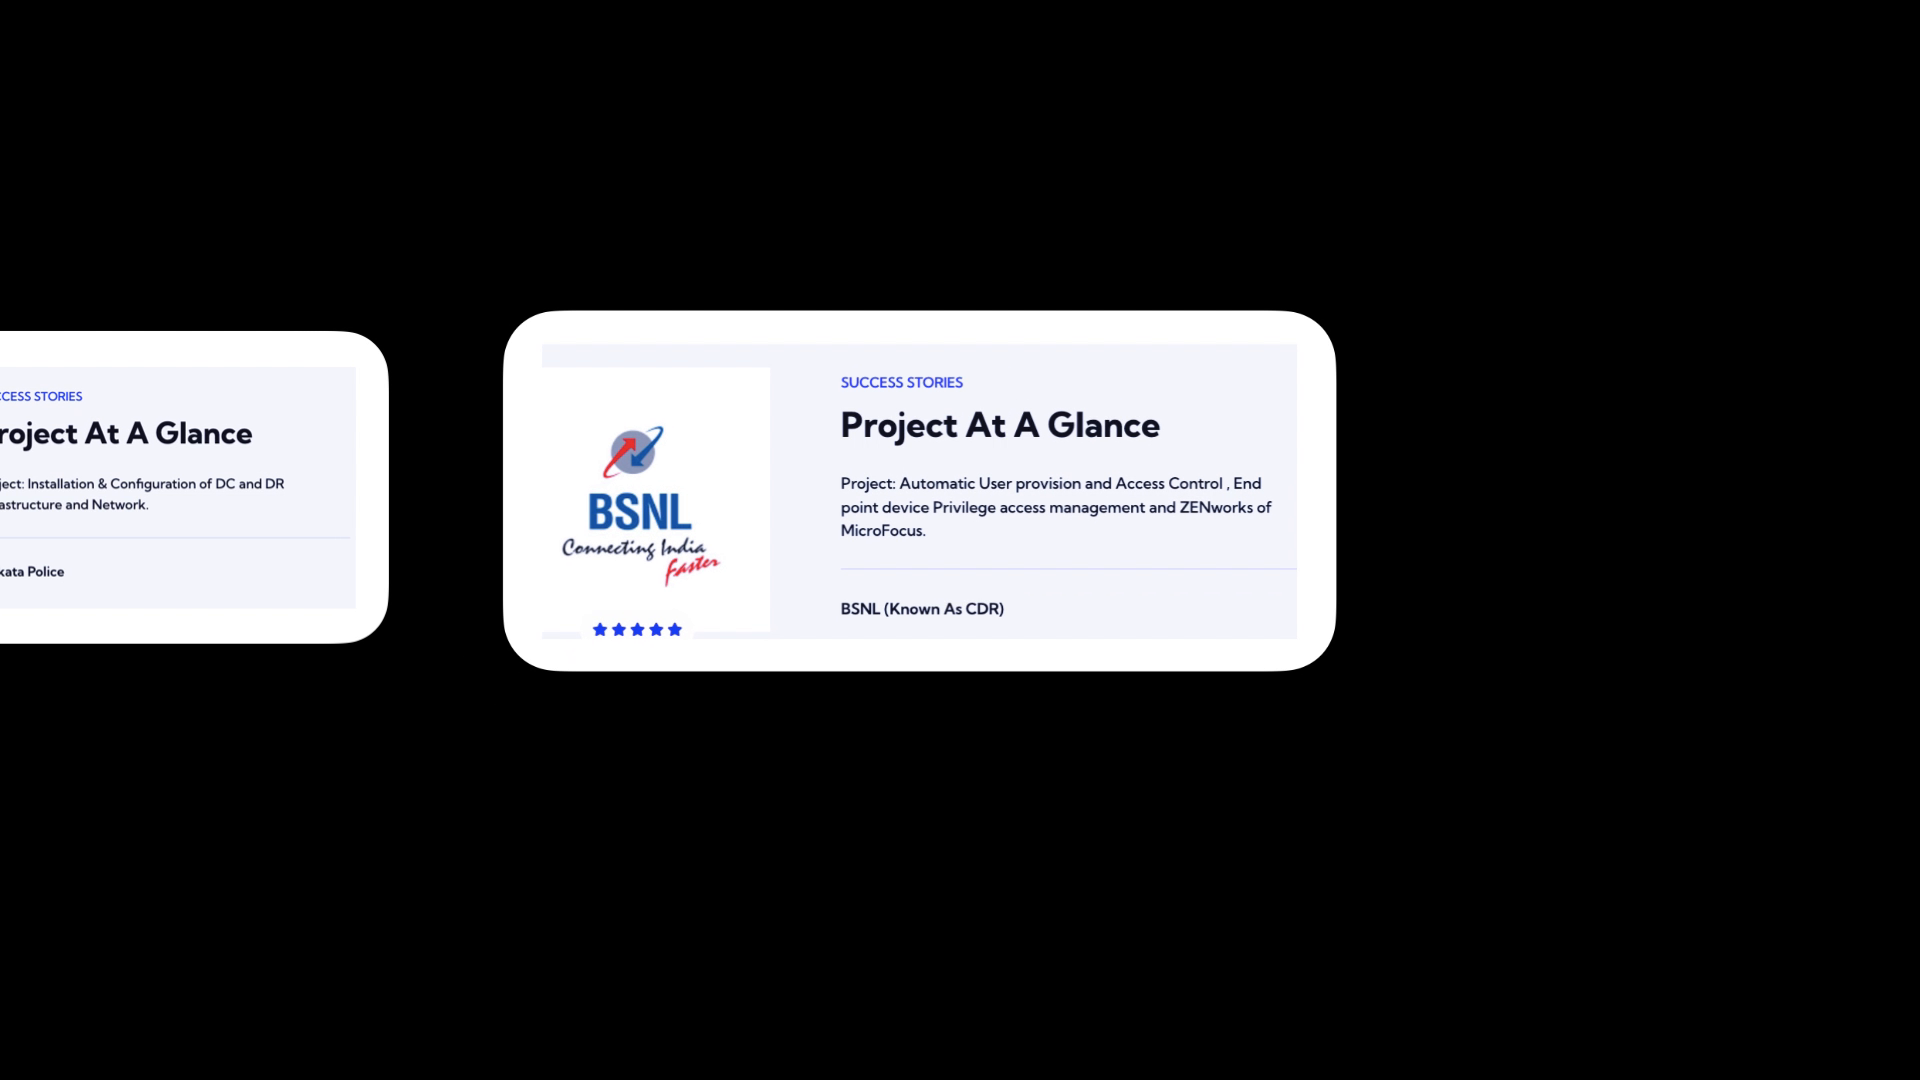 CCESS STORIES
roject At A Glance
ject: Installation & Configuration of DC and DR
astructure and Network.
kata Police
BSNL
Connecting India
Faster
SUCCESS STORIES
Project At A Glance
Project: Automatic User provision and Access Control , End
point device Privilege access management and ZENworks of
MicroFocus.
BSNL (Known As CDR)